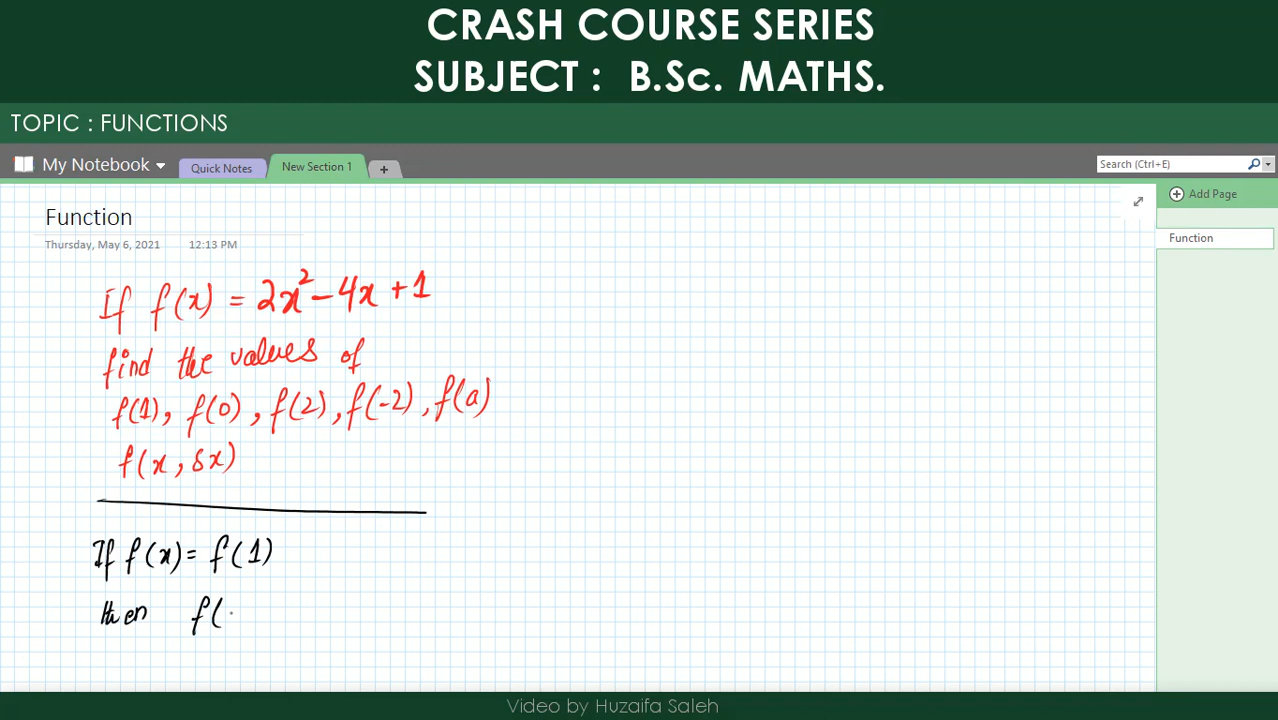 CRASH COURSE SERIES
SUBJECT : B.Sc. MATHS.
TOPIC : FUNCTIONS
My Notebook
Quick Notes
New Section 1
+
Search (Ctrl+E)
Add Page
Function
Function
Thursday, May 6, 2021 12:13 PM
If f(x) = 2x² - 4x + 1
find the values of
f(1), f(0), f(2), f(-2), f(a)
f(x, δx)
If f(x) = f(1)
then f(
Video by Huzaifa Saleh